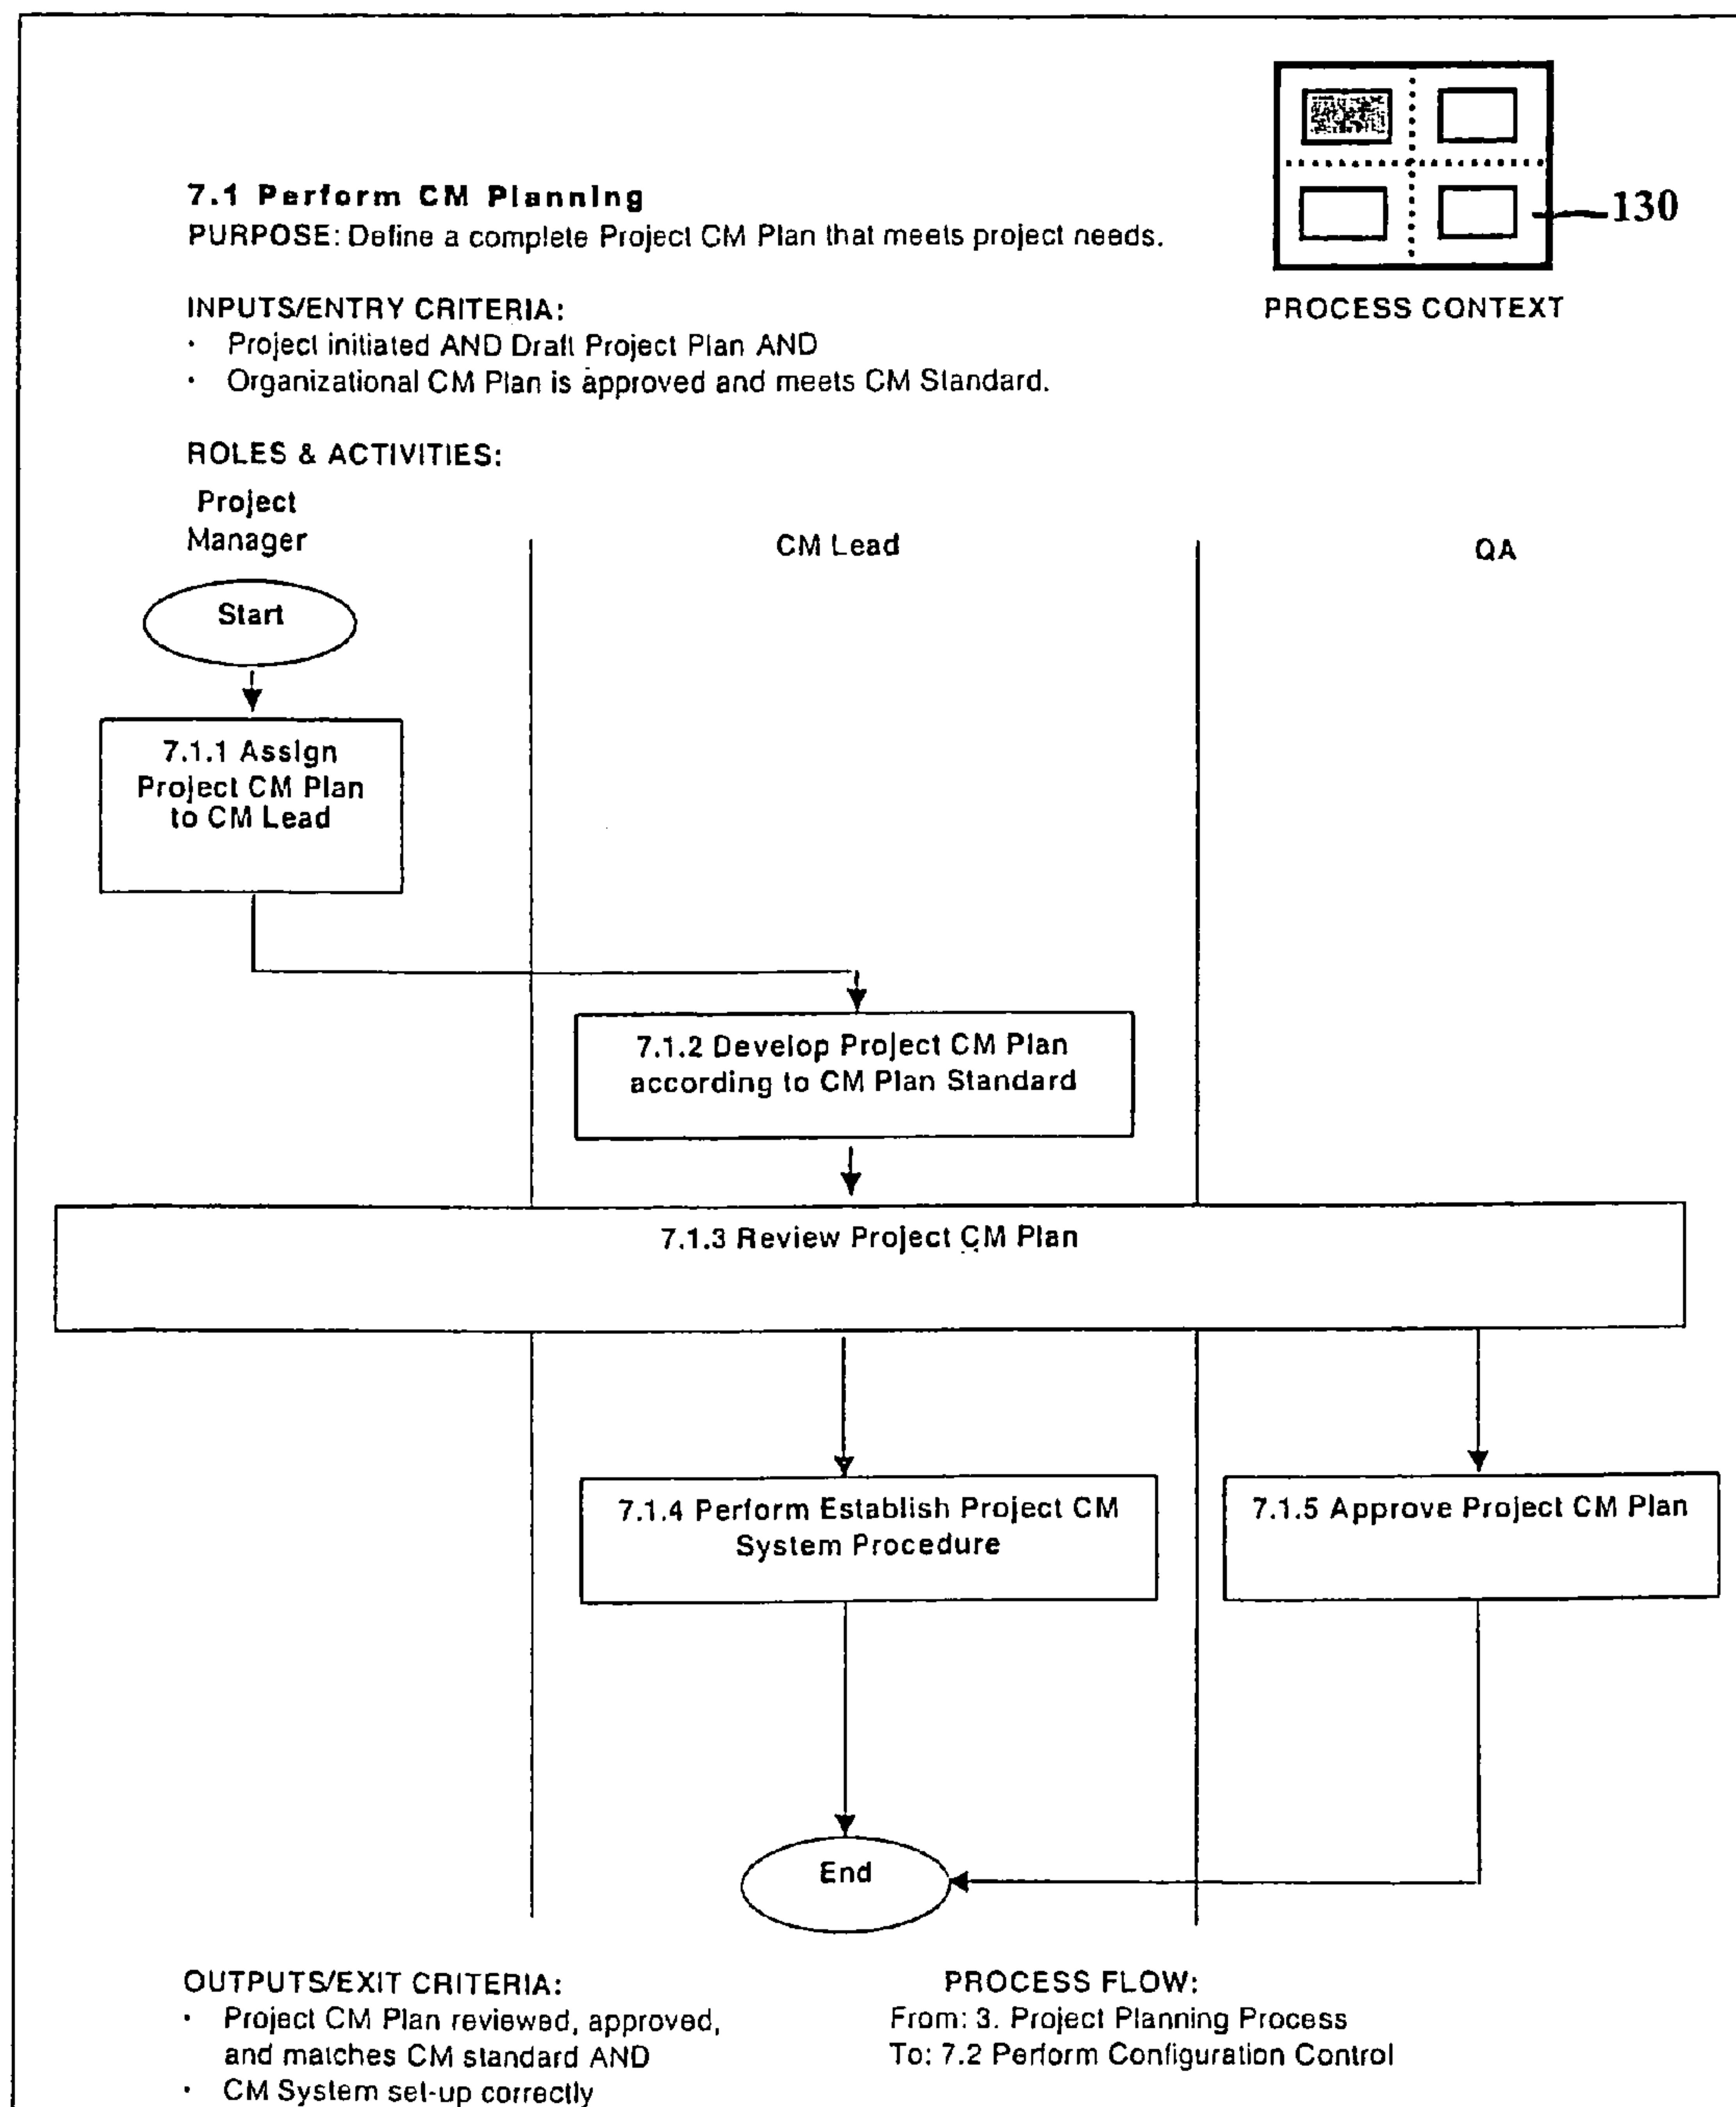 7.1 Perform CM Planning
PURPOSE: Define a complete Project CM Plan that meets project needs.
130
PROCESS CONTEXT
INPUTS/ENTRY CRITERIA:
· Project initiated AND Draft Project Plan AND
· Organizational CM Plan is approved and meets CM Standard.
ROLES & ACTIVITIES:
Project
Manager
CM Lead
QA
Start
7.1.1 Assign
Project CM Plan
to CM Lead
7.1.2 Develop Project CM Plan
according to CM Plan Standard
7.1.3 Review Project CM Plan
7.1.4 Perform Establish Project CM
System Procedure
7.1.5 Approve Project CM Plan
End
OUTPUTS/EXIT CRITERIA:
· Project CM Plan reviewed, approved,
and matches CM standard AND
· CM System set-up correctly
PROCESS FLOW:
From: 3. Project Planning Process
To: 7.2 Perform Configuration Control